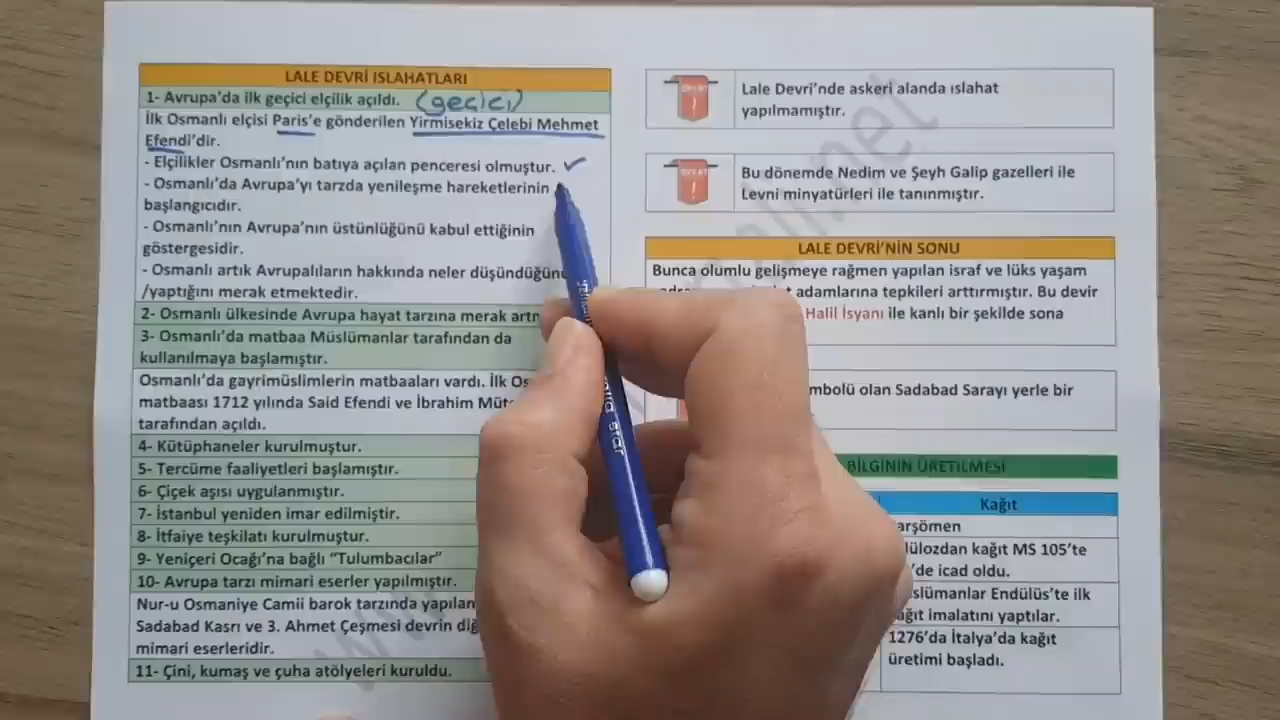 LALE DEVRİ ISLAHATLARI
1- Avrupa'da ilk geçici elçilik açıldı. (geçici)
İlk Osmanlı elçisi Paris'e gönderilen Yirmisekiz Çelebi Mehmet
Efendi'dir.
- Elçilikler Osmanlı'nın batıya açılan penceresi olmuştur. ✓
- Osmanlı'da Avrupa'yı tarzda yenileşme hareketlerinin
başlangıcıdır.
- Osmanlı'nın Avrupa'nın üstünlüğünü kabul ettiğinin
göstergesidir.
- Osmanlı artık Avrupalıların hakkında neler düşündüğünü
/yaptığını merak etmektedir.
2- Osmanlı ülkesinde Avrupa hayat tarzına merak
3- Osmanlı'da matbaa Müslümanlar tarafından da
kullanılmaya başlamıştır.
Osmanlı'da gayrimüslimlerin matbaaları vardı. İlk
matbaası 1712 yılında Said Efendi ve İbrahim
tarafından açıldı.
4- Kütüphaneler kurulmuştur.
5- Tercüme faaliyetleri başlamıştır.
6- Çiçek aşısı uygulanmıştır.
7- İstanbul yeniden imar edilmiştir.
8- İtfaiye teşkilatı kurulmuştur.
9- Yeniçeri Ocağı'na bağlı "Tulumbacılar"
10- Avrupa tarzı mimari eserler yapılmıştır.
Nur-u Osmaniye Camii barok tarzında yapılan
Sadabad Kasrı ve 3. Ahmet Çeşmesi devrin
mimari eserleridir.
11- Çini, kumaş ve çuha atölyeleri kuruldu.
Lale Devri'nde askeri alanda ıslahat
yapılmamıştır.
Bu dönemde Nedim ve Şeyh Galip gazelleri ile
Levni minyatürleri ile tanınmıştır.
LALE DEVRİ'NİN SONU
Bunca olumlu gelişmeye rağmen yapılan israf ve lüks yaşam
adamlarına tepkileri arttırmıştır. Bu devir
Halil İsyanı ile kanlı bir şekilde sona
olan Sadabad Sarayı yerle bir
BİLGİNİN ÜRETİLMESİ
Kağıt
kağıt MS 105'te
icad oldu.
Endülüs'te ilk
imalatını yaptılar.
1276'da İtalya'da kağıt
üretimi başladı.